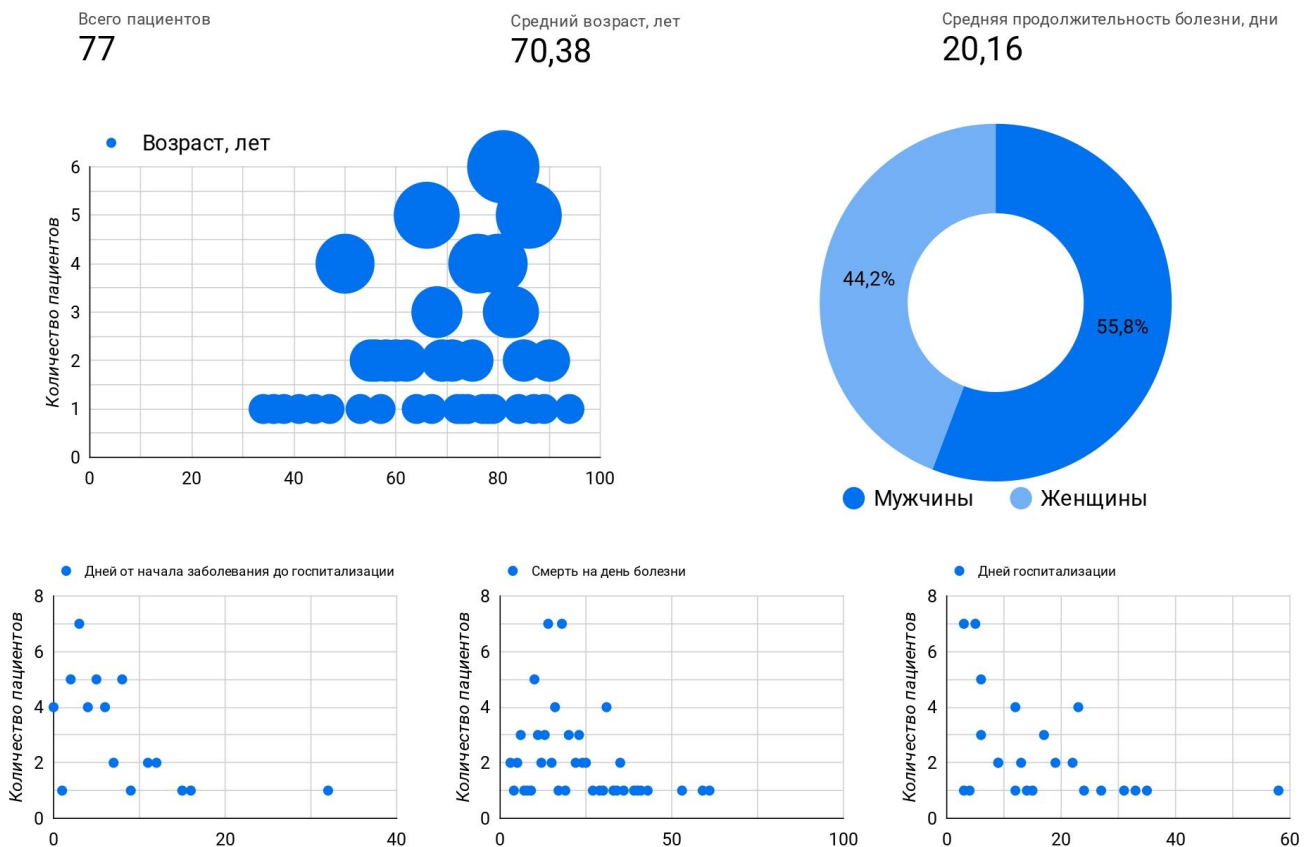 Всего пациентов
77
Средний возраст, лет
70,38
Средняя продолжительность болезни, дни
20,16
Возраст, лет
Количество пациентов
6
5
4
3
2
1
0
0 20 40 60 80 100
44,2%
55,8%
Мужчины Женщины
Дней от начала заболевания до госпитализации
Количество пациентов
8
6
4
2
0
0 20 40
Смерть на день болезни
Количество пациентов
8
6
4
2
0
0 50 100
Дней госпитализации
Количество пациентов
8
6
4
2
0
0 20 40 60